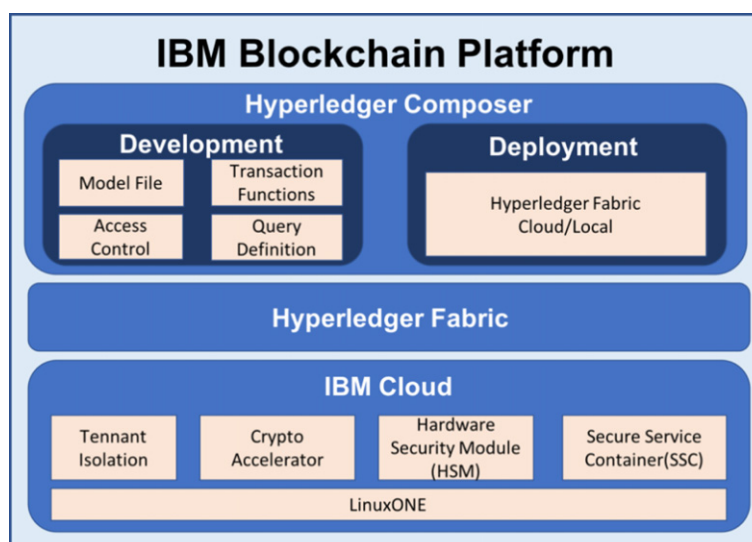 IBM Blockchain Platform
Hyperledger Composer
Development
Model File
Transaction
Functions
Access
Control
Query
Definition
Deployment
Hyperledger Fabric
Cloud/Local
Hyperledger Fabric
IBM Cloud
Tennant
Isolation
Crypto
Accelerator
Hardware
Security Module
(HSM)
Secure Service
Container(SSC)
LinuxONE